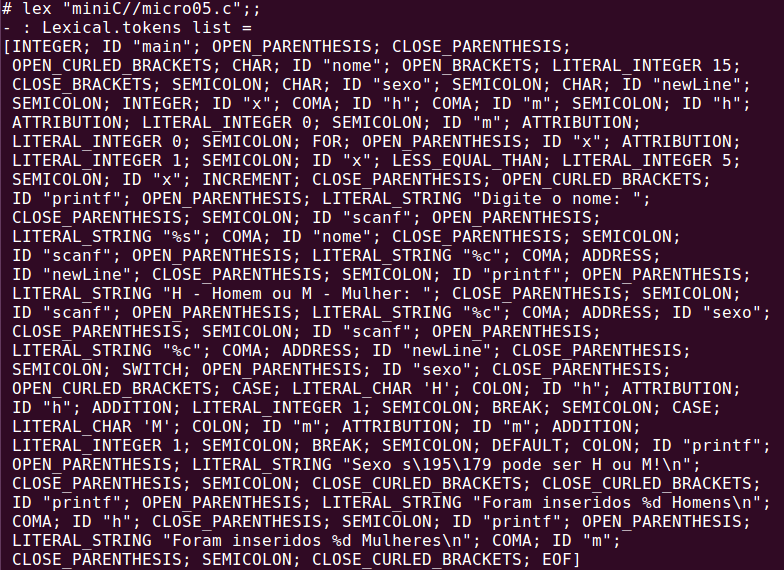 # lex "miniC//micro05.c";;
- : Lexical.tokens list =
[INTEGER; ID "main"; OPEN_PARENTHESIS; CLOSE_PARENTHESIS;
OPEN_CURLED_BRACKETS; CHAR; ID "nome"; OPEN_BRACKETS; LITERAL_INTEGER 15;
CLOSE_BRACKETS; SEMICOLON; CHAR; ID "sexo"; SEMICOLON; CHAR; ID "newLine";
SEMICOLON; INTEGER; ID "x"; COMA; ID "h"; COMA; ID "m"; SEMICOLON; ID "h";
ATTRIBUTION; LITERAL_INTEGER 0; SEMICOLON; ID "m"; ATTRIBUTION;
LITERAL_INTEGER 0; SEMICOLON; FOR; OPEN_PARENTHESIS; ID "x"; ATTRIBUTION;
LITERAL_INTEGER 1; SEMICOLON; ID "x"; LESS_EQUAL_THAN; LITERAL_INTEGER 5;
SEMICOLON; ID "x"; INCREMENT; CLOSE_PARENTHESIS; OPEN_CURLED_BRACKETS;
ID "printf"; OPEN_PARENTHESIS; LITERAL_STRING "Digite o nome: ";
CLOSE_PARENTHESIS; SEMICOLON; ID "scanf"; OPEN_PARENTHESIS;
LITERAL_STRING "%s"; COMA; ID "nome"; CLOSE_PARENTHESIS; SEMICOLON;
ID "scanf"; OPEN_PARENTHESIS; LITERAL_STRING "%c"; COMA; ADDRESS;
ID "newLine"; CLOSE_PARENTHESIS; SEMICOLON; ID "printf"; OPEN_PARENTHESIS;
LITERAL_STRING "H - Homem ou M - Mulher: "; CLOSE_PARENTHESIS; SEMICOLON;
ID "scanf"; OPEN_PARENTHESIS; LITERAL_STRING "%c"; COMA; ADDRESS; ID "sexo";
CLOSE_PARENTHESIS; SEMICOLON; ID "scanf"; OPEN_PARENTHESIS;
LITERAL_STRING "%c"; COMA; ADDRESS; ID "newLine"; CLOSE_PARENTHESIS;
SEMICOLON; SWITCH; OPEN_PARENTHESIS; ID "sexo"; CLOSE_PARENTHESIS;
OPEN_CURLED_BRACKETS; CASE; LITERAL_CHAR 'H'; COLON; ID "h"; ATTRIBUTION;
ID "h"; ADDITION; LITERAL_INTEGER 1; SEMICOLON; BREAK; SEMICOLON; CASE;
LITERAL_CHAR 'M'; COLON; ID "m"; ATTRIBUTION; ID "m"; ADDITION;
LITERAL_INTEGER 1; SEMICOLON; BREAK; SEMICOLON; DEFAULT; COLON; ID "printf";
OPEN_PARENTHESIS; LITERAL_STRING "Sexo s\195\179 pode ser H ou M!\n";
CLOSE_PARENTHESIS; SEMICOLON; CLOSE_CURLED_BRACKETS; CLOSE_CURLED_BRACKETS;
ID "printf"; OPEN_PARENTHESIS; LITERAL_STRING "Foram inseridos %d Homens\n";
COMA; ID "h"; CLOSE_PARENTHESIS; SEMICOLON; ID "printf"; OPEN_PARENTHESIS;
LITERAL_STRING "Foram inseridos %d Mulheres\n"; COMA; ID "m";
CLOSE_PARENTHESIS; SEMICOLON; CLOSE_CURLED_BRACKETS; EOF]